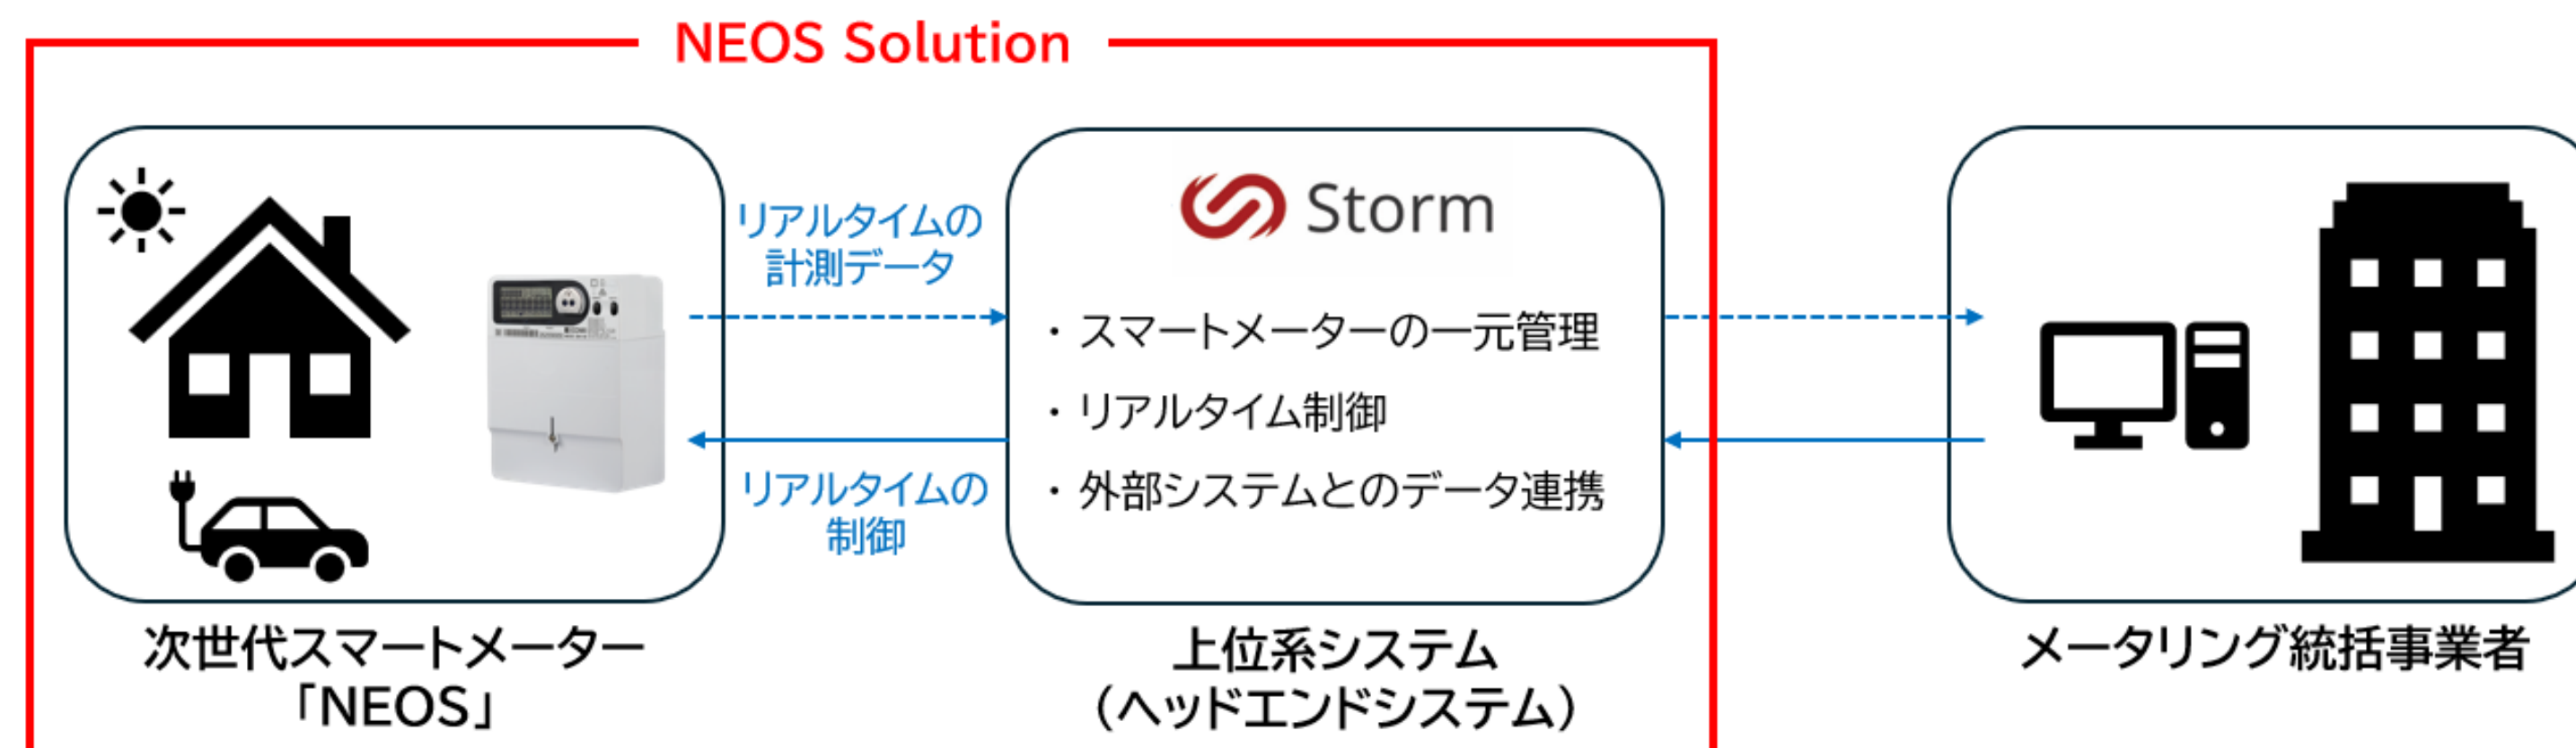 NEOS Solution
リアルタイムの
計測データ
リアルタイムの
制御
Storm
・ スマートメーターの一元管理
・ リアルタイム制御
・ 外部システムとのデータ連携
次世代スマートメーター
「NEOS」
上位系システム
（ヘッドエンドシステム）
メータリング統括事業者